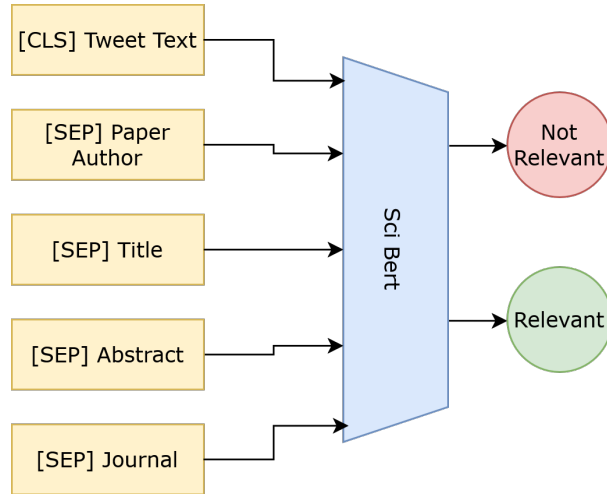 [CLS] Tweet Text
[SEP] Paper
Author
[SEP] Title
[SEP] Abstract
[SEP] Journal
Sci Bert
Not
Relevant
Relevant